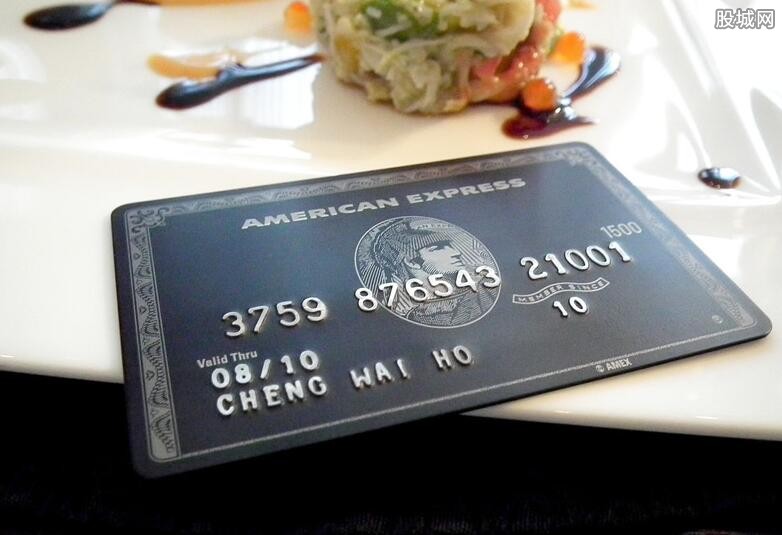 股城网
AMERICAN EXPRESS
1500
3759 876543 21001
MEMBER SINCE
10
Valid Thru
08/10
CHENG WAI HO
© AMEX